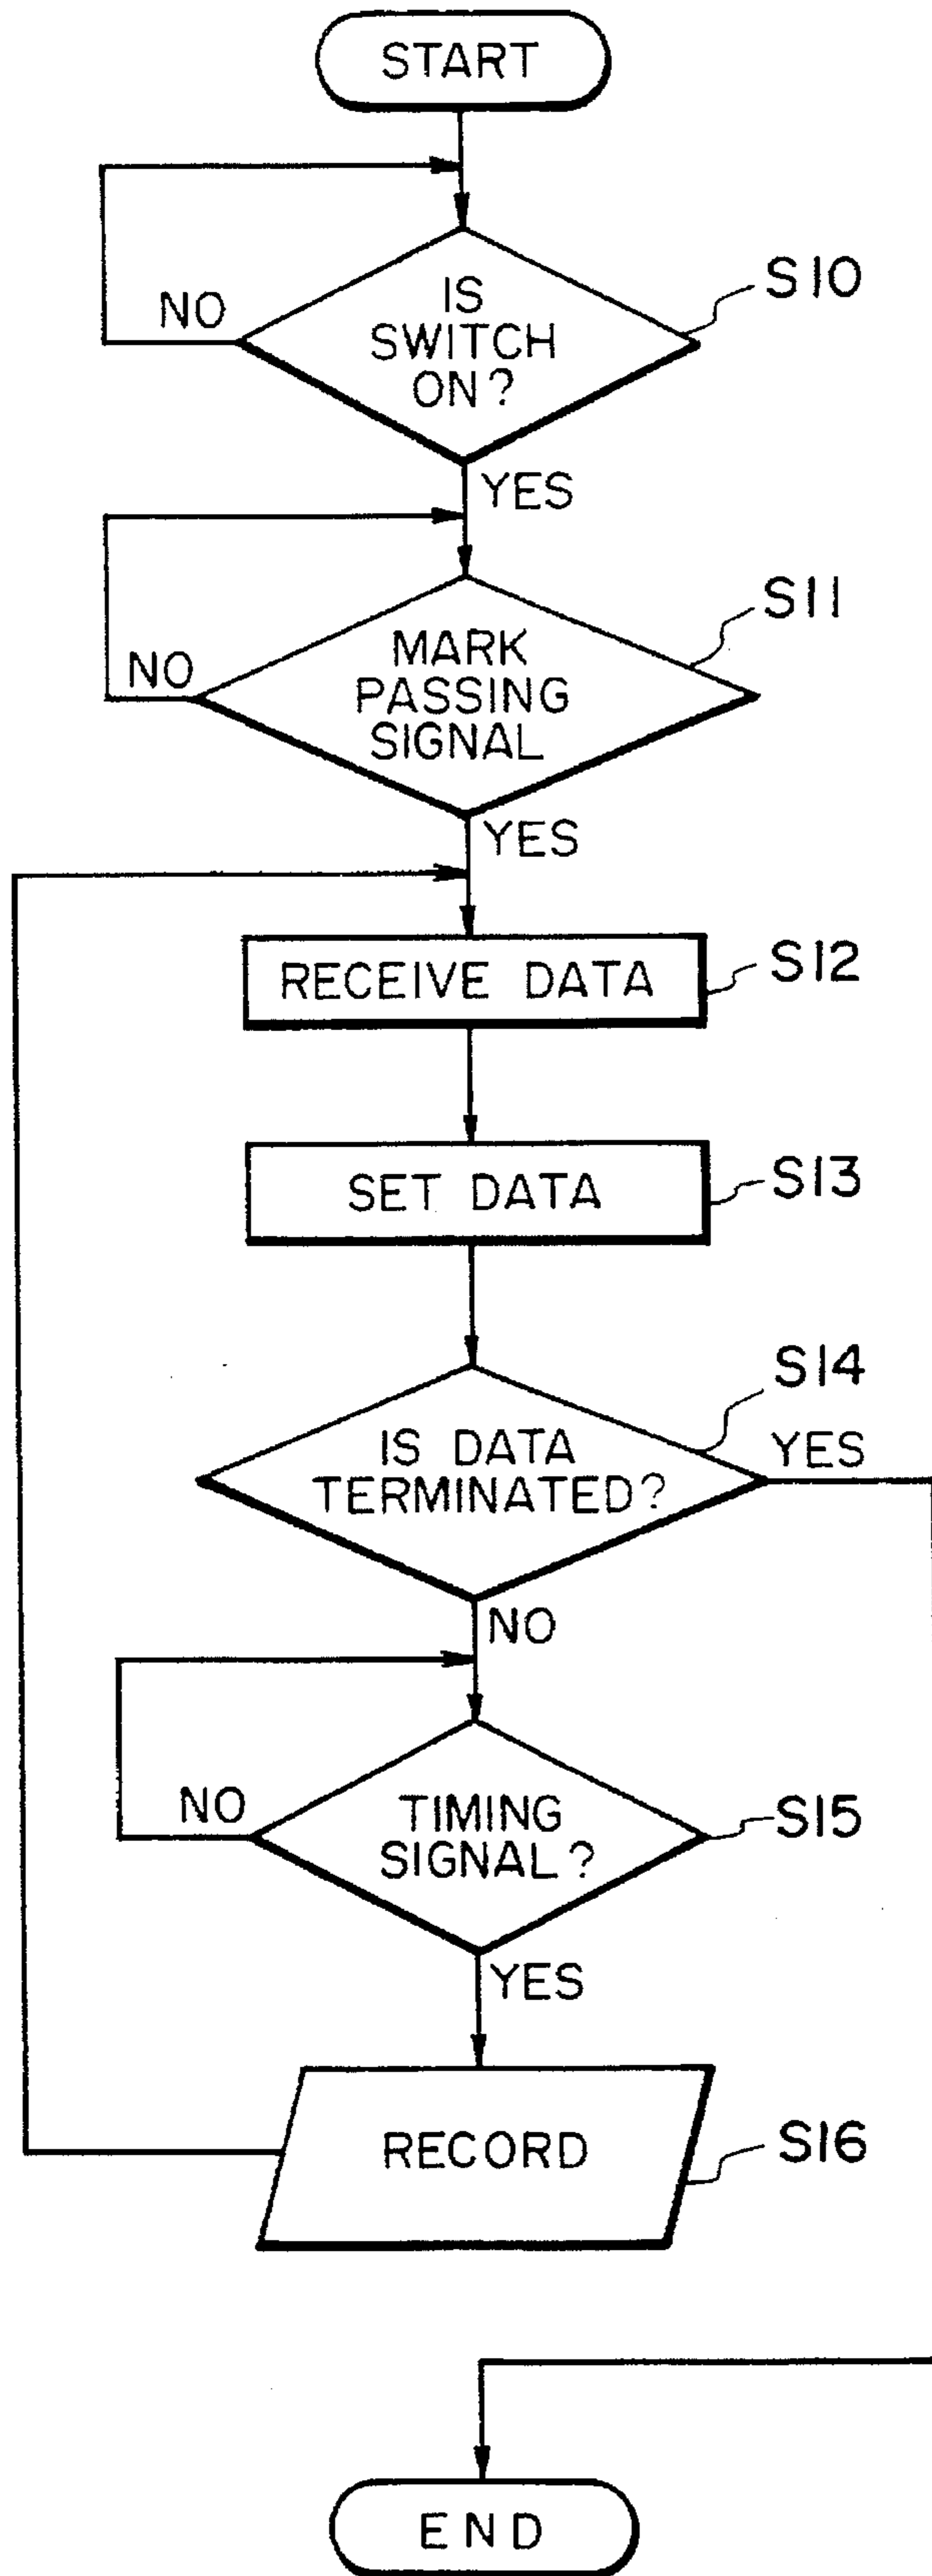 START
IS
SWITCH
ON?
S10
NO
YES
MARK
PASSING
SIGNAL
S11
NO
YES
RECEIVE DATA
S12
SET DATA
S13
IS DATA
TERMINATED?
S14
YES
NO
TIMING
SIGNAL?
S15
NO
YES
RECORD
S16
END